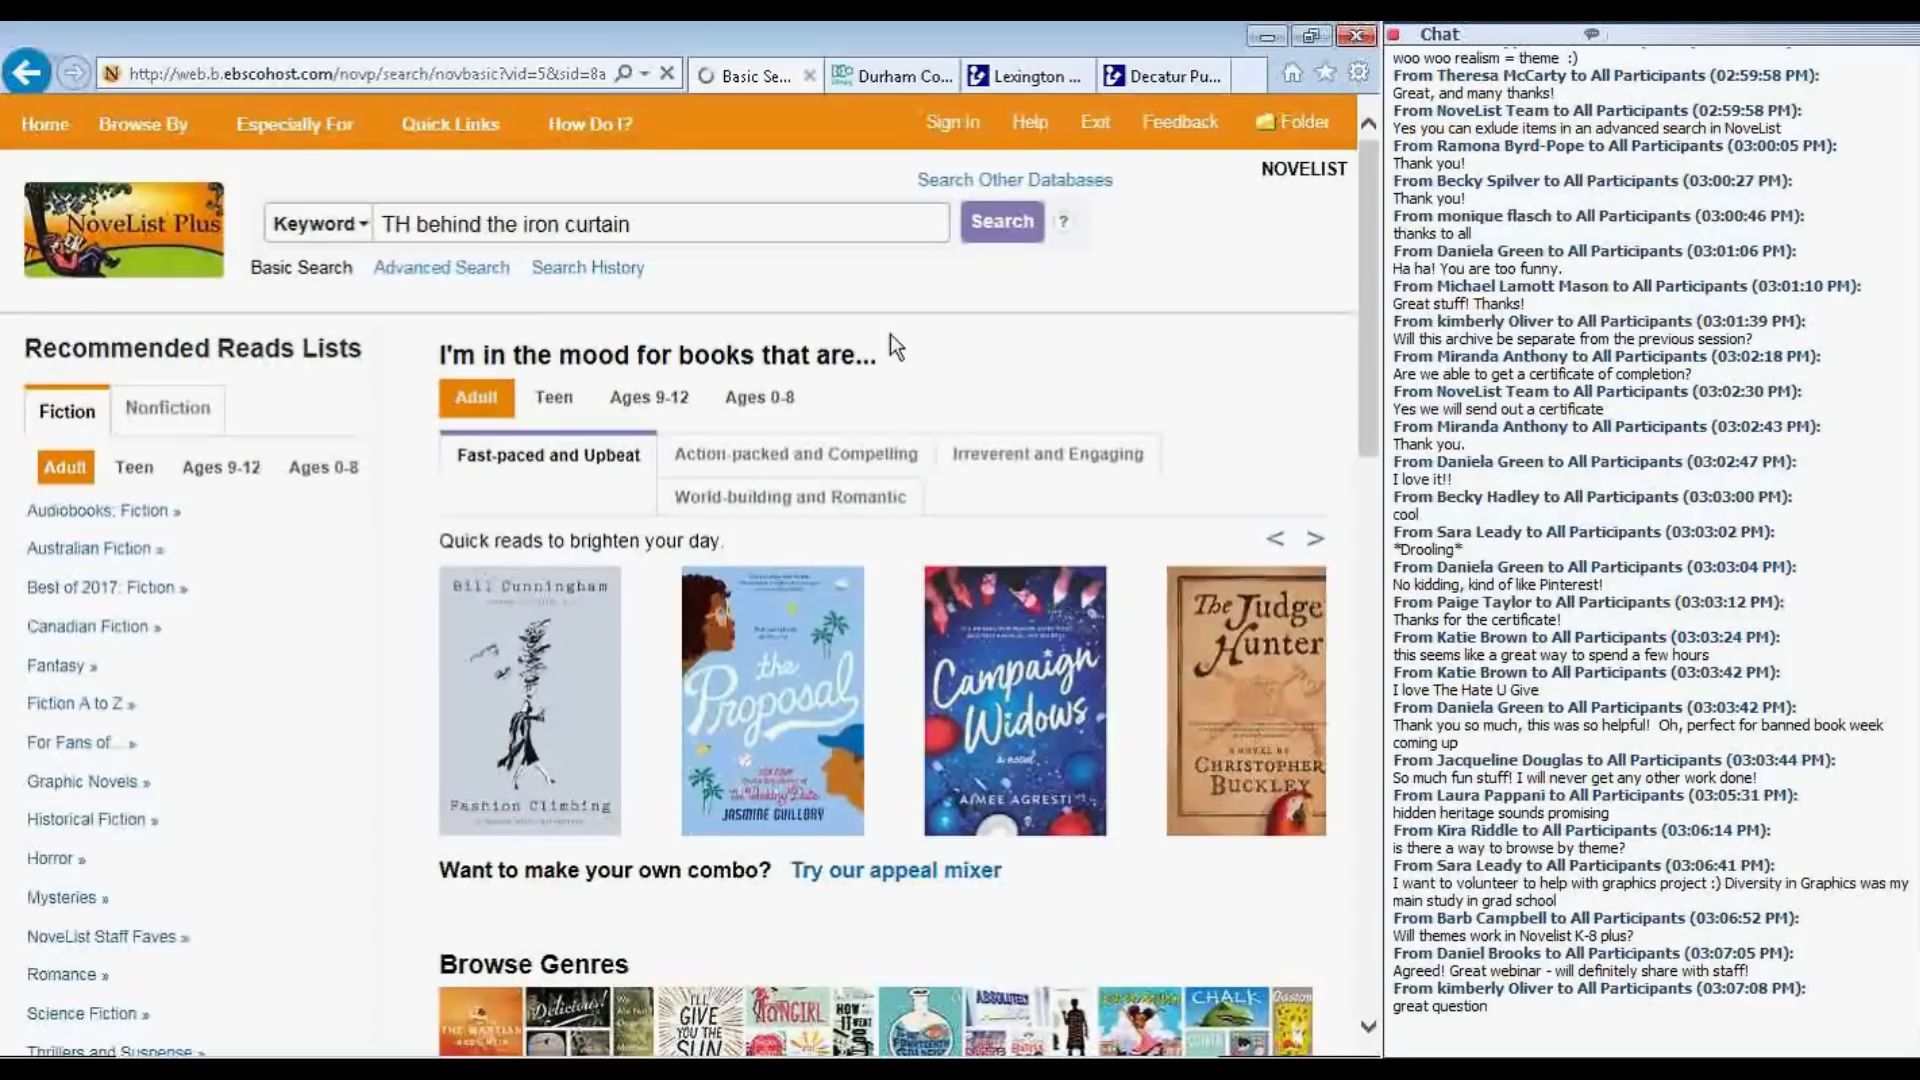 http://web.b.ebscohost.com/novp/search/novbasic?vid=5&sid=8a
Basic Se...
Durham Co...
Lexington ...
Decatur Pu...
Home
Browse By
Especially For
Quick Links
How Do I?
Sign In
Help
Exit
Feedback
Folder
NOVELIST
Search Other Databases
NoveList Plus
Keyword
TH behind the iron curtain
Search
?
Basic Search
Advanced Search
Search History
Recommended Reads Lists
Fiction
Nonfiction
Adult
Teen
Ages 9-12
Ages 0-8
Audiobooks: Fiction »
Australian Fiction »
Best of 2017: Fiction »
Canadian Fiction »
Fantasy »
Fiction A to Z »
For Fans of... »
Graphic Novels »
Historical Fiction »
Horror »
Mysteries »
NoveList Staff Faves »
Romance »
Science Fiction »
Thrillers and Suspense »
I'm in the mood for books that are...
Adult
Teen
Ages 9-12
Ages 0-8
Fast-paced and Upbeat
Action-packed and Compelling
Irreverent and Engaging
World-building and Romantic
Quick reads to brighten your day.
< >
Bill Cunningham
Fashion Climbing
the
Proposal
JASMINE GUILLORY
Campaign
Widows
a novel
AIMEE AGRESTI
The Judge
Hunter
A NOVEL BY
CHRISTOPHER
BUCKLEY
Want to make your own combo? Try our appeal mixer
Browse Genres
THE MARTIAN
Delicious!
I'LL
GIVE
YOU THE
SUN
ABSOLUTELY
CHALK
Chat
woo woo realism = theme :)
From Theresa McCarty to All Participants (02:59:58 PM):
Great, and many thanks!
From NoveList Team to All Participants (02:59:58 PM):
Yes you can exlude items in an advanced search in NoveList
From Ramona Byrd-Pope to All Participants (03:00:05 PM):
Thank you!
From Becky Spilver to All Participants (03:00:27 PM):
Thank you!
From monique flasch to All Participants (03:00:46 PM):
thanks to all
From Daniela Green to All Participants (03:01:06 PM):
Ha ha! You are too funny.
From Michael Lamott Mason to All Participants (03:01:10 PM):
Great stuff! Thanks!
From kimberly Oliver to All Participants (03:01:39 PM):
Will this archive be separate from the previous session?
From Miranda Anthony to All Participants (03:02:18 PM):
Are we able to get a certificate of completion?
From NoveList Team to All Participants (03:02:30 PM):
Yes we will send out a certificate
From Miranda Anthony to All Participants (03:02:43 PM):
Thank you.
From Daniela Green to All Participants (03:02:47 PM):
I love it!!
From Becky Hadley to All Participants (03:03:00 PM):
cool
From Sara Leady to All Participants (03:03:02 PM):
*Drooling*
From Daniela Green to All Participants (03:03:04 PM):
No kidding, kind of like Pinterest!
From Paige Taylor to All Participants (03:03:12 PM):
Thanks for the certificate!
From Katie Brown to All Participants (03:03:24 PM):
this seems like a great way to spend a few hours
From Katie Brown to All Participants (03:03:42 PM):
I love The Hate U Give
From Daniela Green to All Participants (03:03:42 PM):
Thank you so much, this was so helpful! Oh, perfect for banned book week
coming up
From Jacqueline Douglas to All Participants (03:03:44 PM):
So much fun stuff! I will never get any other work done!
From Laura Pappani to All Participants (03:05:31 PM):
hidden heritage sounds promising
From Kira Riddle to All Participants (03:06:14 PM):
is there a way to browse by theme?
From Sara Leady to All Participants (03:06:41 PM):
I want to volunteer to help with graphics project :) Diversity in Graphics was my
main study in grad school
From Barb Campbell to All Participants (03:06:52 PM):
Will themes work in Novelist K-8 plus?
From Daniel Brooks to All Participants (03:07:05 PM):
Agreed! Great webinar - will definitely share with staff!
From kimberly Oliver to All Participants (03:07:08 PM):
great question